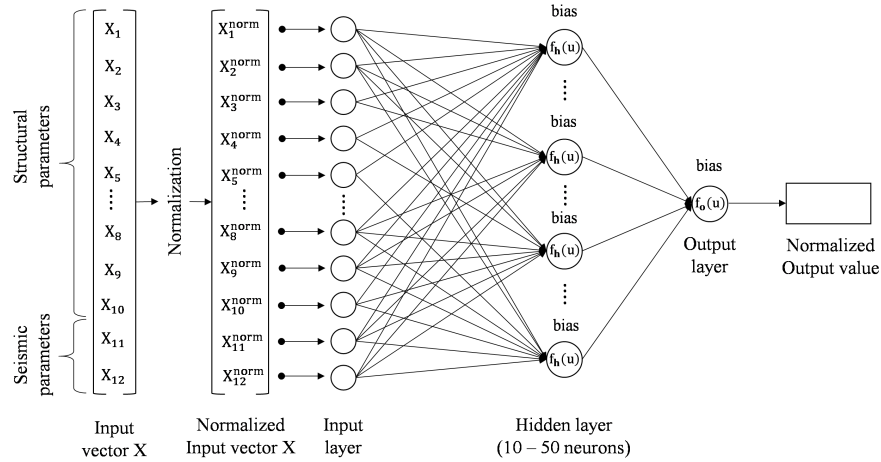 Structural
parameters
Seismic
parameters
X1
X2
X3
X4
X5
X8
X9
X10
X11
X12
Input
vector X
Normalization
X1norm
X2norm
X3norm
X4norm
X5norm
X8norm
X9norm
X10norm
X11norm
X12norm
Normalized
Input vector X
Input
layer
bias
fh(u)
bias
fh(u)
bias
fh(u)
bias
fh(u)
Hidden layer
(10 – 50 neurons)
bias
fo(u)
Output
layer
Normalized
Output value